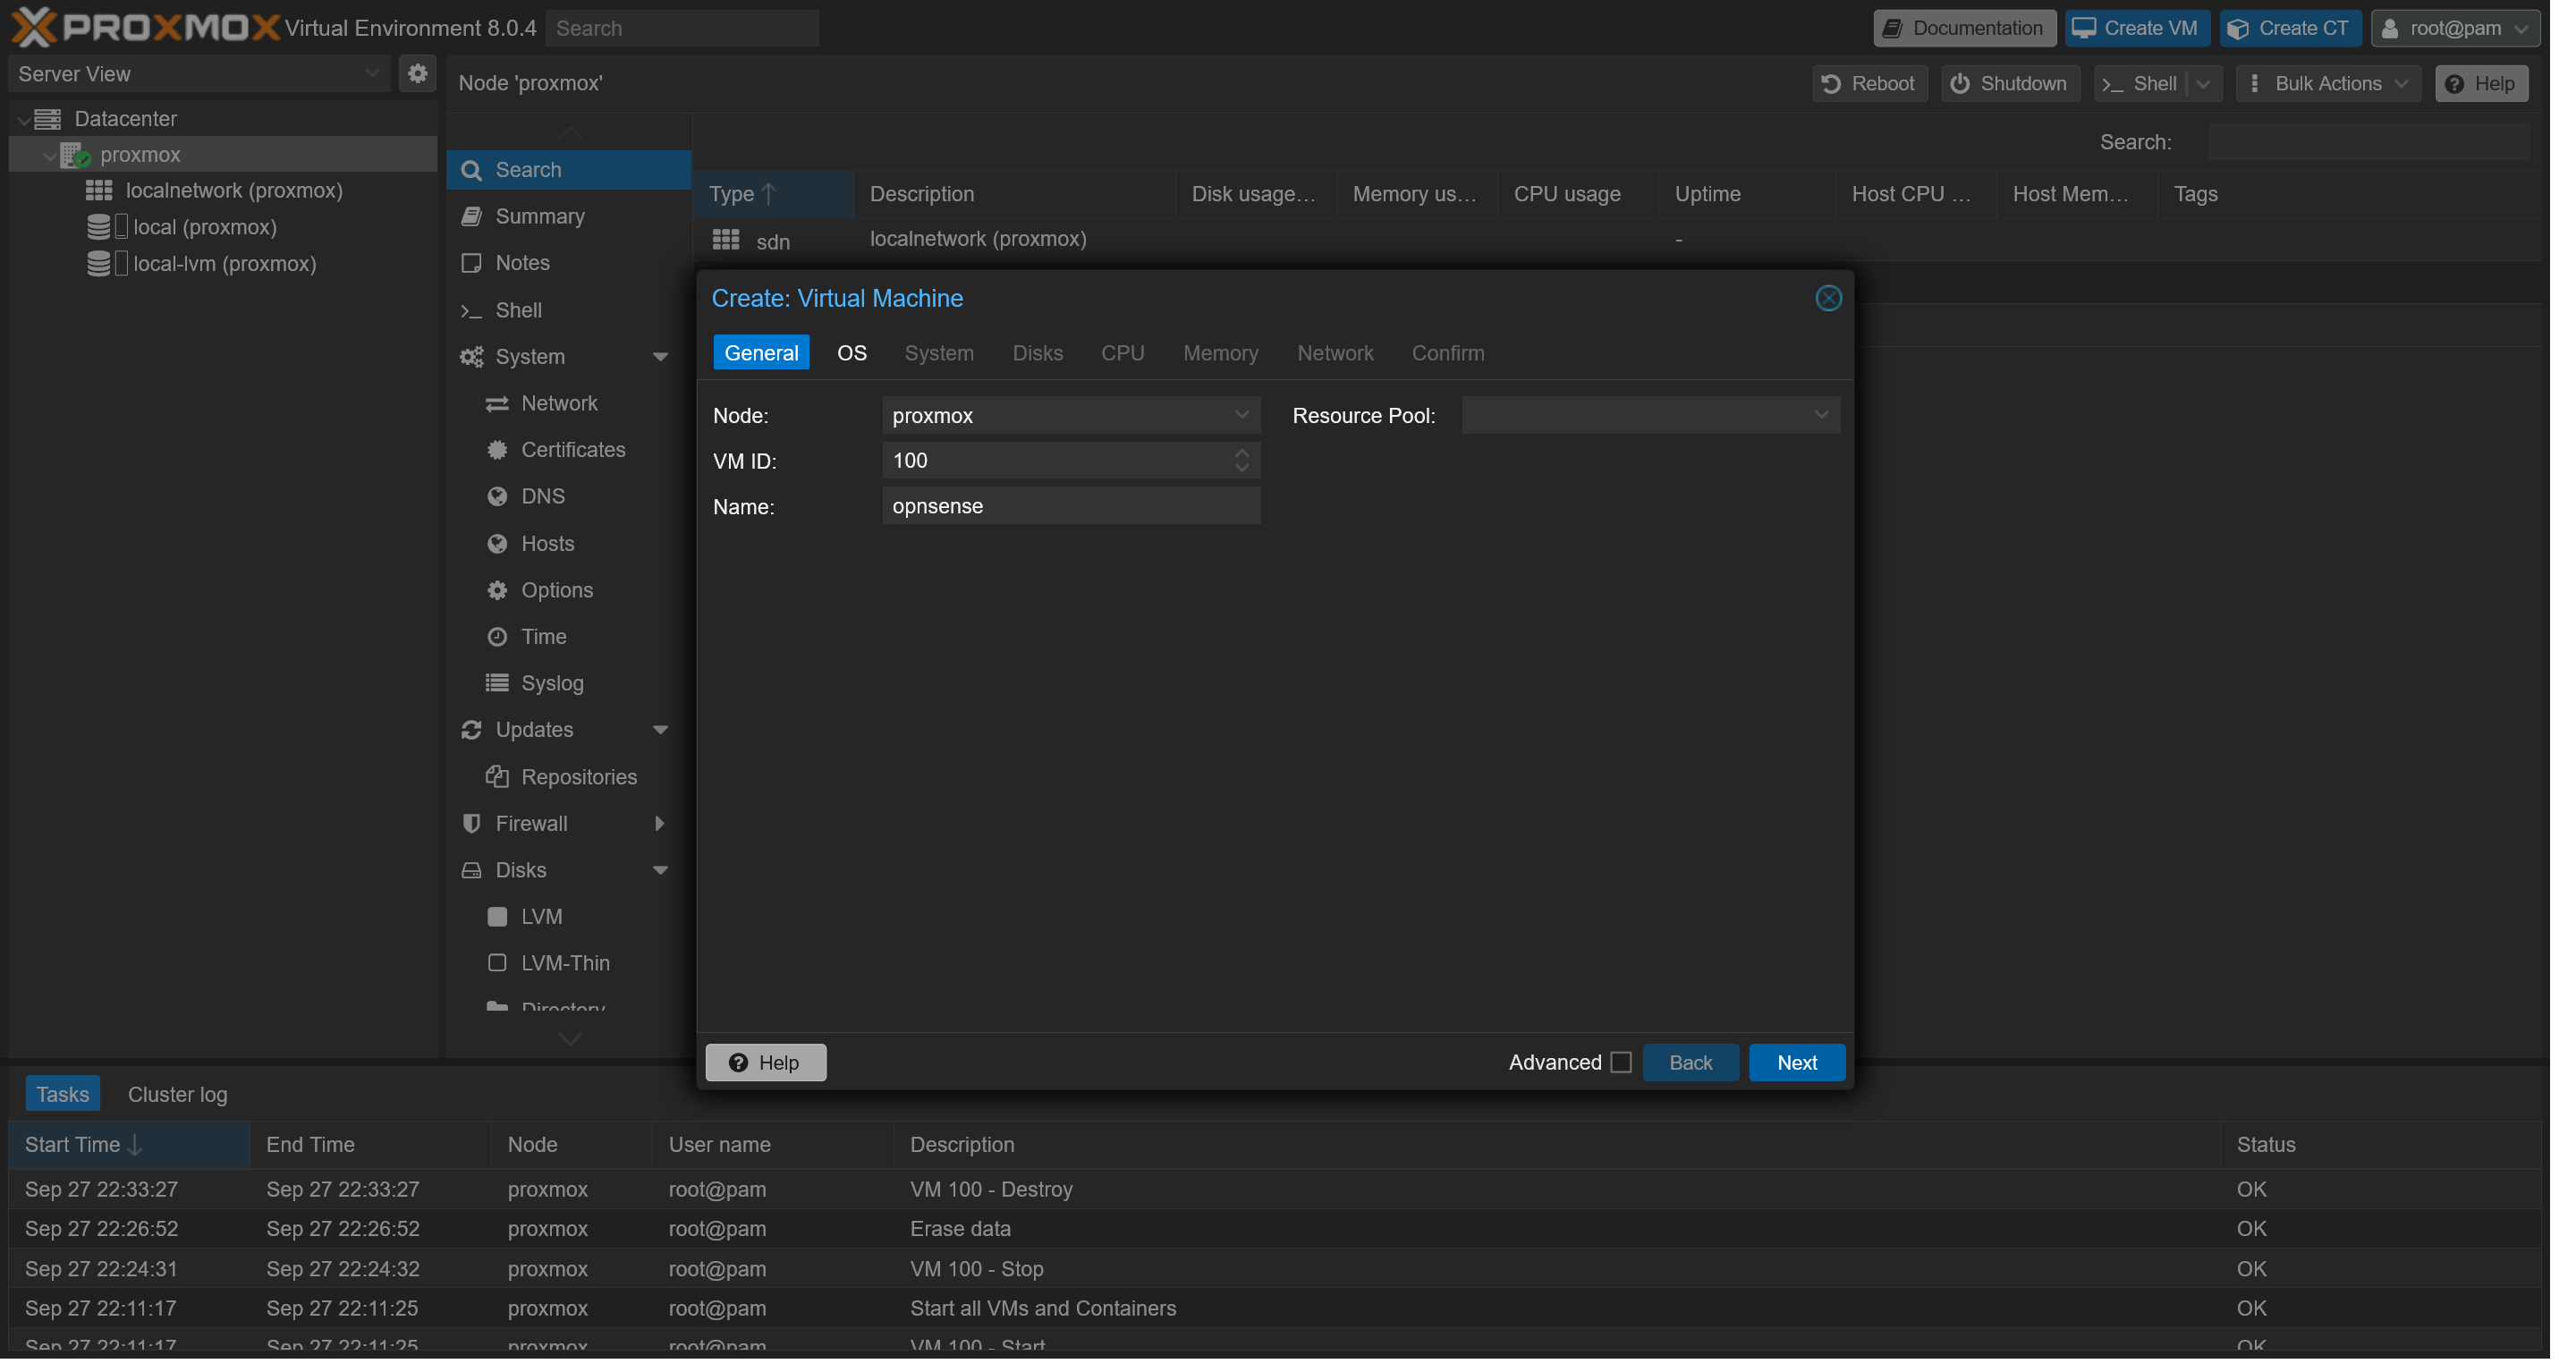 PROXMOX Virtual Environment 8.0.4 Search Documentation Create VM Create CT root@pam
Server View
Node 'proxmox' Reboot Shutdown Shell Bulk Actions Help
Datacenter
proxmox
localnetwork (proxmox)
local (proxmox)
local-lvm (proxmox)
Search
Summary
Notes
Shell
System
Network
Certificates
DNS
Hosts
Options
Time
Syslog
Updates
Repositories
Firewall
Disks
LVM
LVM-Thin
Directory
Search:
Type Description Disk usage... Memory us... CPU usage Uptime Host CPU ... Host Mem... Tags
sdn localnetwork (proxmox) -
Create: Virtual Machine
General OS System Disks CPU Memory Network Confirm
Node: proxmox Resource Pool:
VM ID: 100
Name: opnsense
Help Advanced Back Next
Tasks Cluster log
Start Time End Time Node User name Description Status
Sep 27 22:33:27 Sep 27 22:33:27 proxmox root@pam VM 100 - Destroy OK
Sep 27 22:26:52 Sep 27 22:26:52 proxmox root@pam Erase data OK
Sep 27 22:24:31 Sep 27 22:24:32 proxmox root@pam VM 100 - Stop OK
Sep 27 22:11:17 Sep 27 22:11:25 proxmox root@pam Start all VMs and Containers OK
Sep 27 22:11:17 Sep 27 22:11:25 proxmox root@pam VM 100 - Start OK